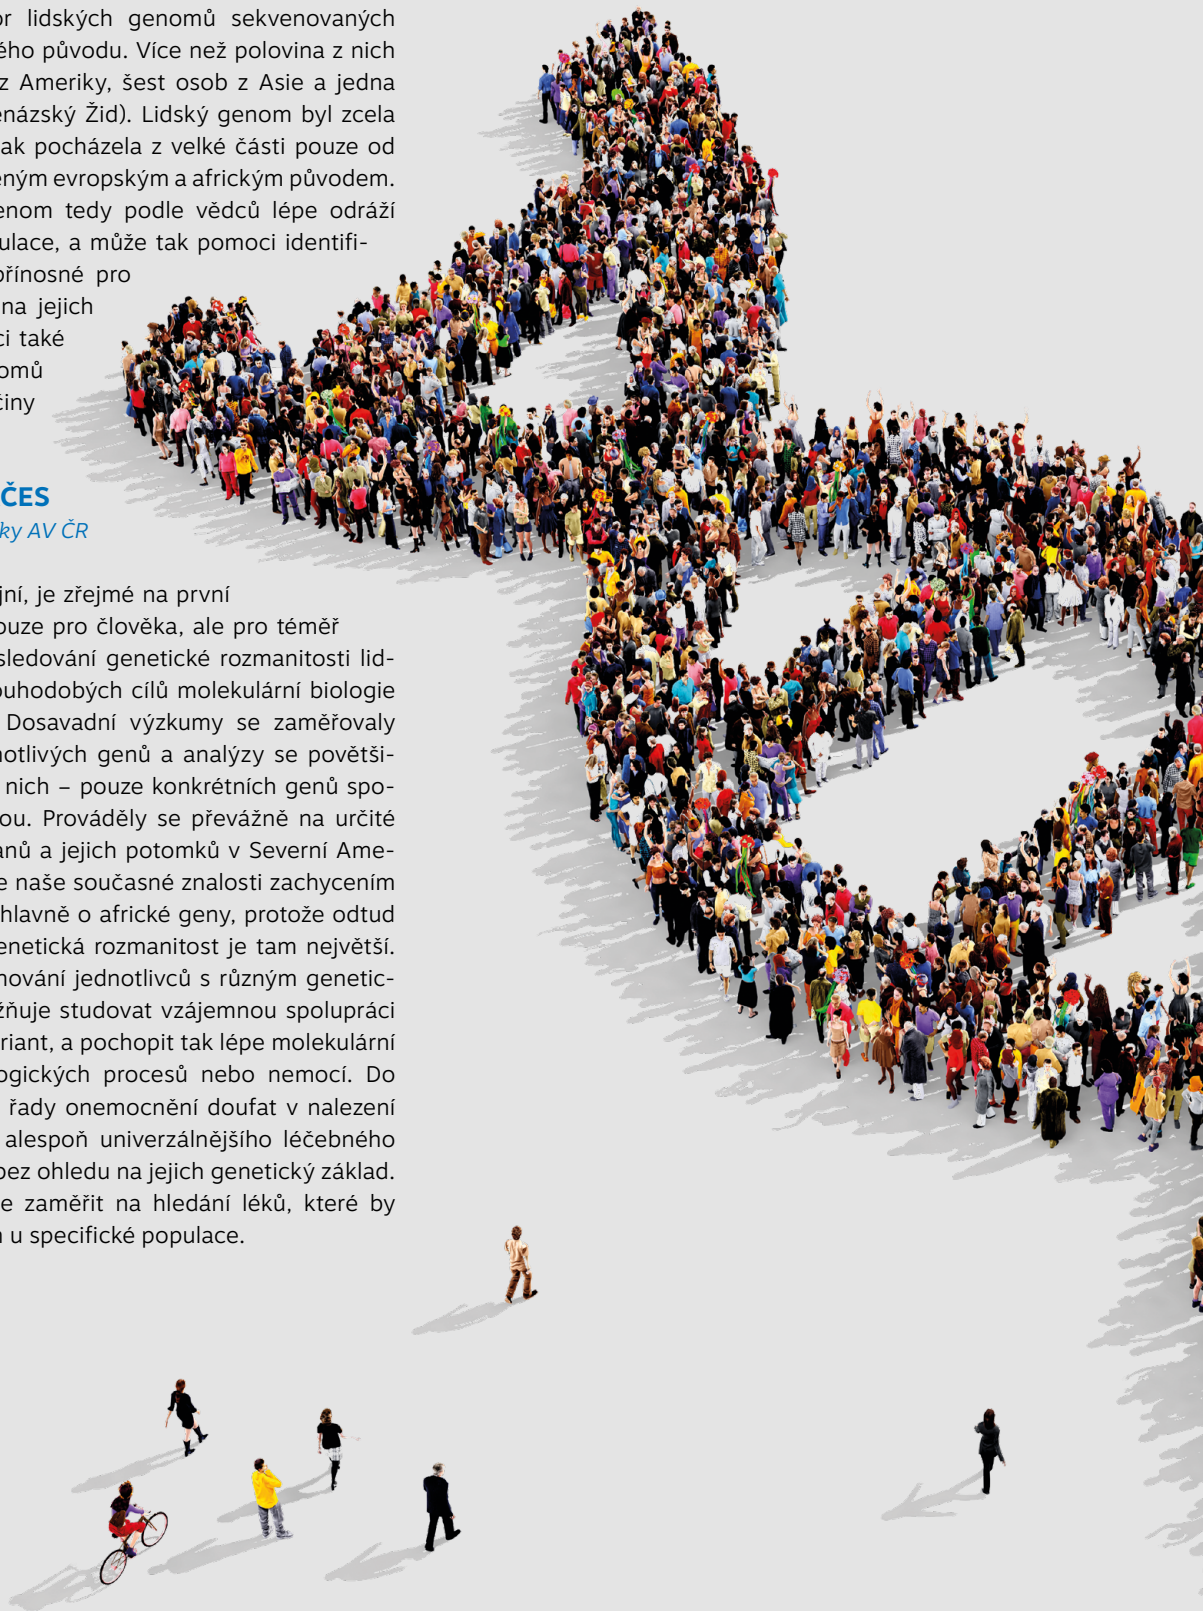 or lidských genomů sekvenovaných
ého původu. Více než polovina z nich
z Ameriky, šest osob z Asie a jedna
enázský Žid). Lidský genom byl zcela
ak pocházela z velké části pouze od
eným evropským a africkým původem.
enom tedy podle vědců lépe odráží
ulace, a může tak pomoci identifi-
přínosné pro
na jejich
ci také
omů
činy
ČES
ky AV ČR
jní, je zřejmé na první
ouze pro člověka, ale pro téměř
sledování genetické rozmanitosti lid-
ouhodobých cílů molekulární biologie
Dosavadní výzkumy se zaměřovaly
notlivých genů a analýzy se povětši-
nich – pouze konkrétních genů spo-
ou. Prováděly se převážně na určité
anů a jejich potomků v Severní Ame-
e naše současné znalosti zachycením
hlavně o africké geny, protože odtud
enetická rozmanitost je tam největší.
nování jednotlivců s různým genetic-
žňuje studovat vzájemnou spolupráci
riant, a pochopit tak lépe molekulární
ogických procesů nebo nemocí. Do
řady onemocnění doufat v nalezení
alespoň univerzálnějšího léčebného
bez ohledu na jejich genetický základ.
e zaměřit na hledání léků, které by
u specifické populace.